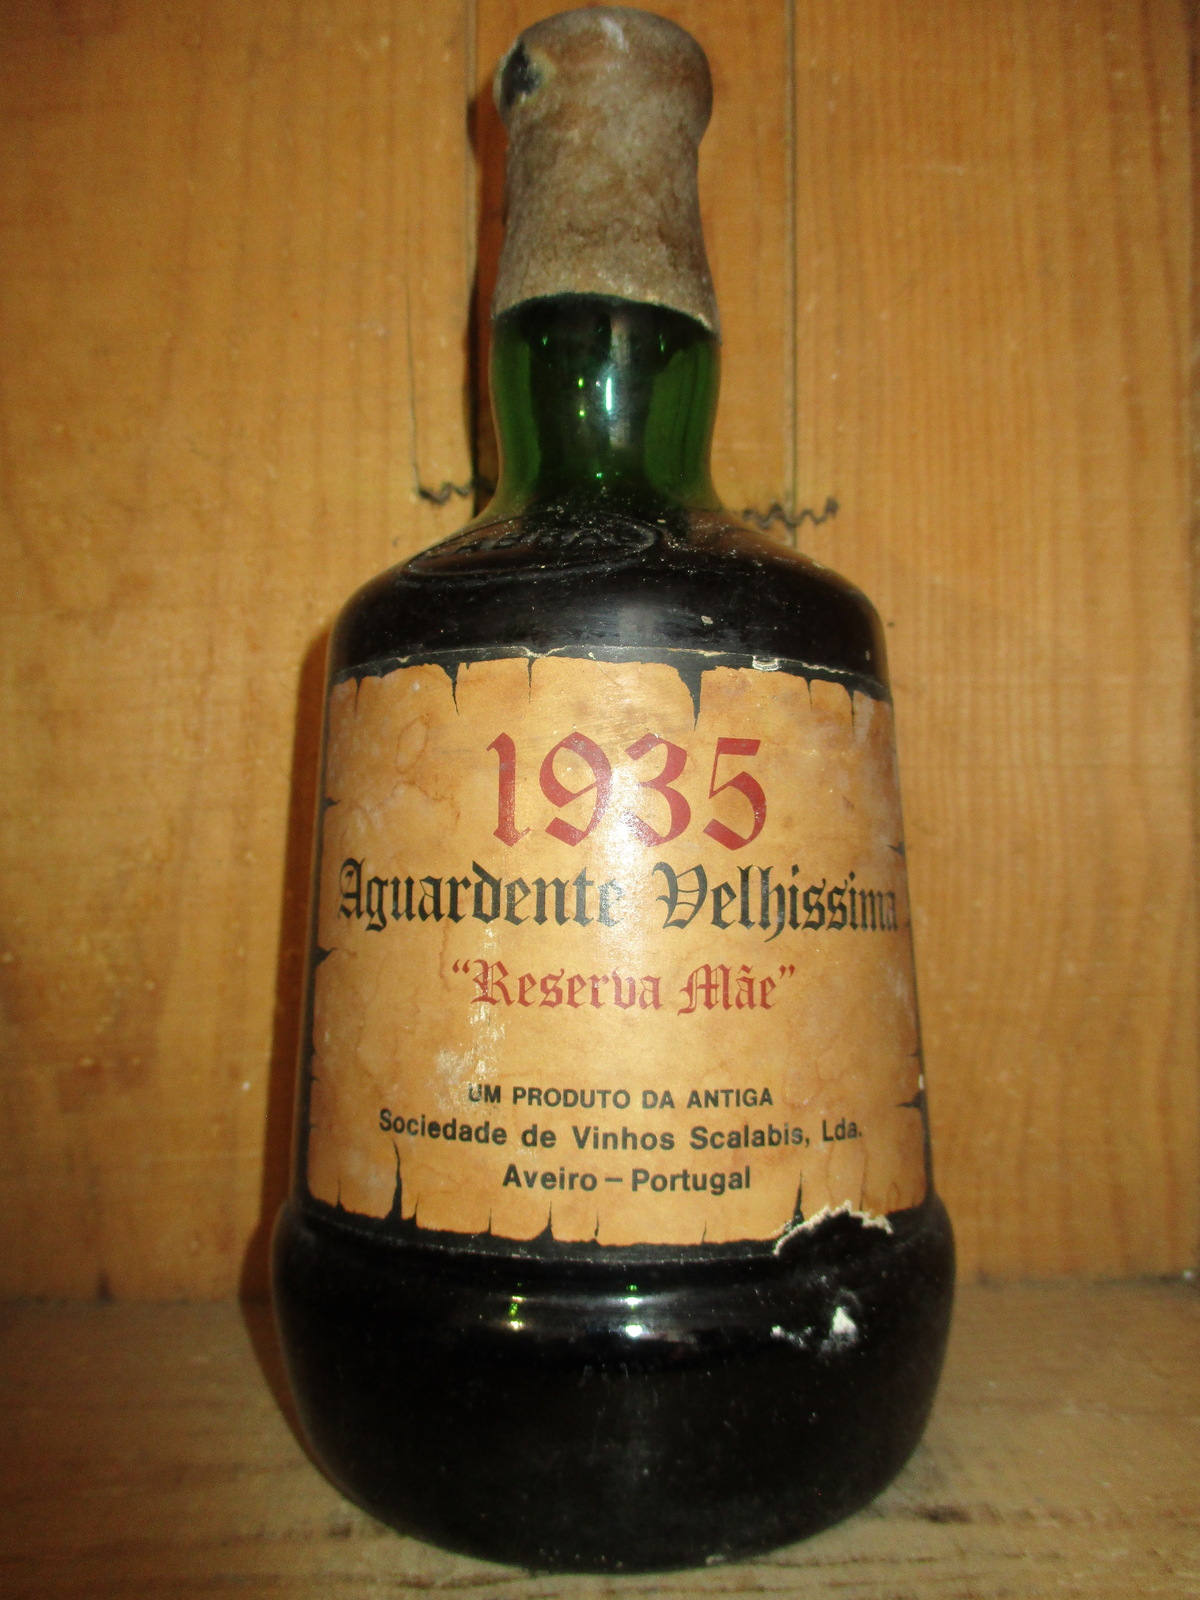 1935
Aguardente Velhissima
“Reserva Mãe”
UM PRODUTO DA ANTIGA
Sociedade de Vinhos Scalabis, Lda.
Aveiro – Portugal